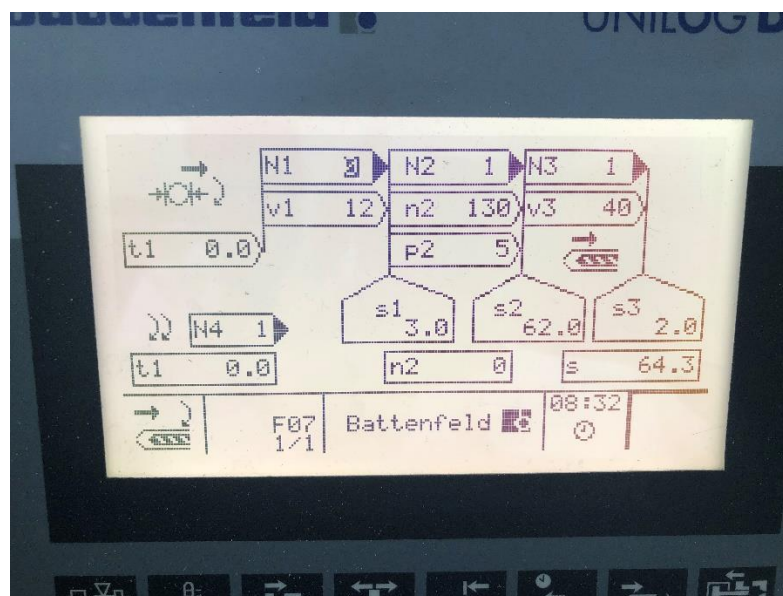 Battenfeld UNILOG
N1 N2 1 N3 1
v1 12 n2 130 v3 40
t1 0.0 p2 5
s1 3.0 s2 62.0 s3 2.0
N4 1
t1 0.0 n2 0 s 64.3
F07 1/1 Battenfeld 08:32